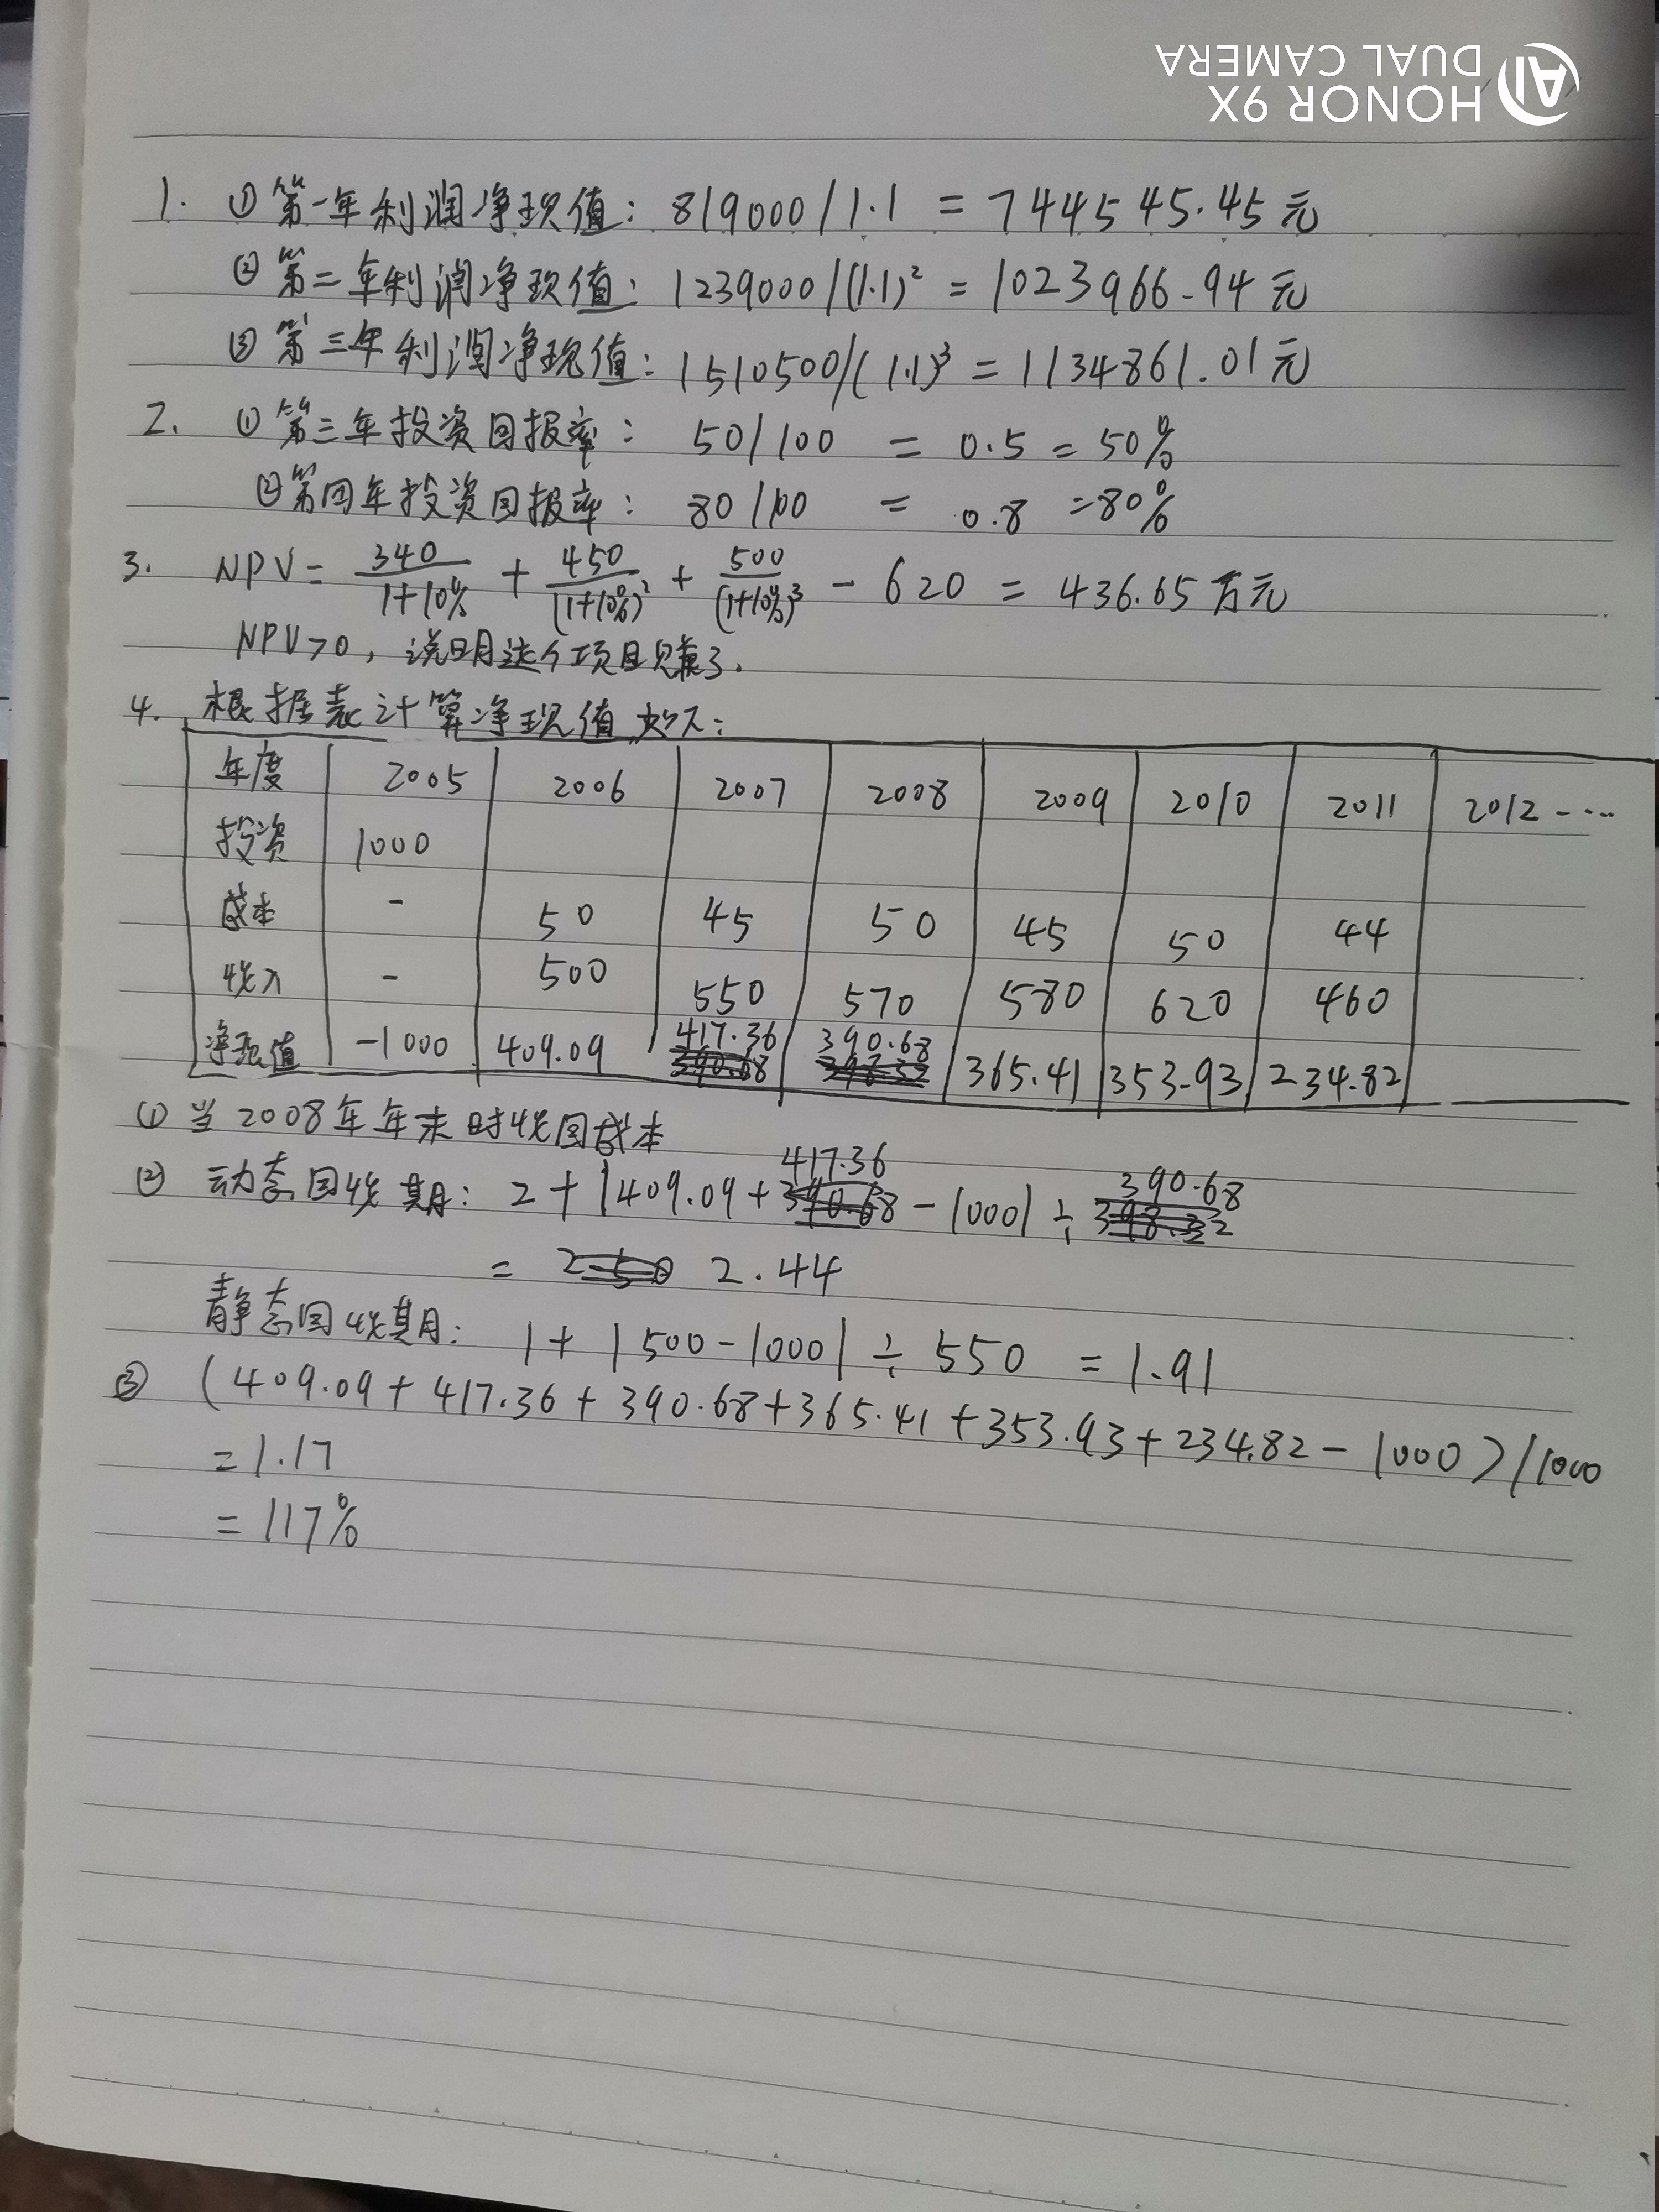 HONOR 9X
DUAL CAMERA
1. ① 第一年利润净现值: 819000/1.1 = 7445 45.45元
② 第二年利润净现值: 1239000/(1.1)² = 1023966.94元
③ 第三年利润净现值: 1510500/(1.1)³ = 1134861.01元
2. ① 第三年投资回报率: 50/100 = 0.5 = 50%
② 第四年投资回报率: 80/100 = 0.8 = 80%
3. NPV = 340/(1+10%) + 450/(1+10%)² + 500/(1+10%)³ - 620 = 436.65万元
NPV>0, 说明这个项目赚了.
4. 根据表计算净现值如下:
年度 2005 2006 2007 2008 2009 2010 2011 2012 ----
投资 1000
成本 - 50 45 50 45 50 44
收入 - 500 550 570 580 620 460
净现值 -1000 409.09 417.36 390.68 365.41 353.93 234.82
① 当2008年年末时收回成本
② 动态回收期: 2+|409.09+417.36-1000|÷390.68
= 2.44
静态回收期: 1+|500-1000|÷550 = 1.91
③ (409.09+417.36+390.68+365.41+353.93+234.82-1000)/1000
= 1.17
= 117%